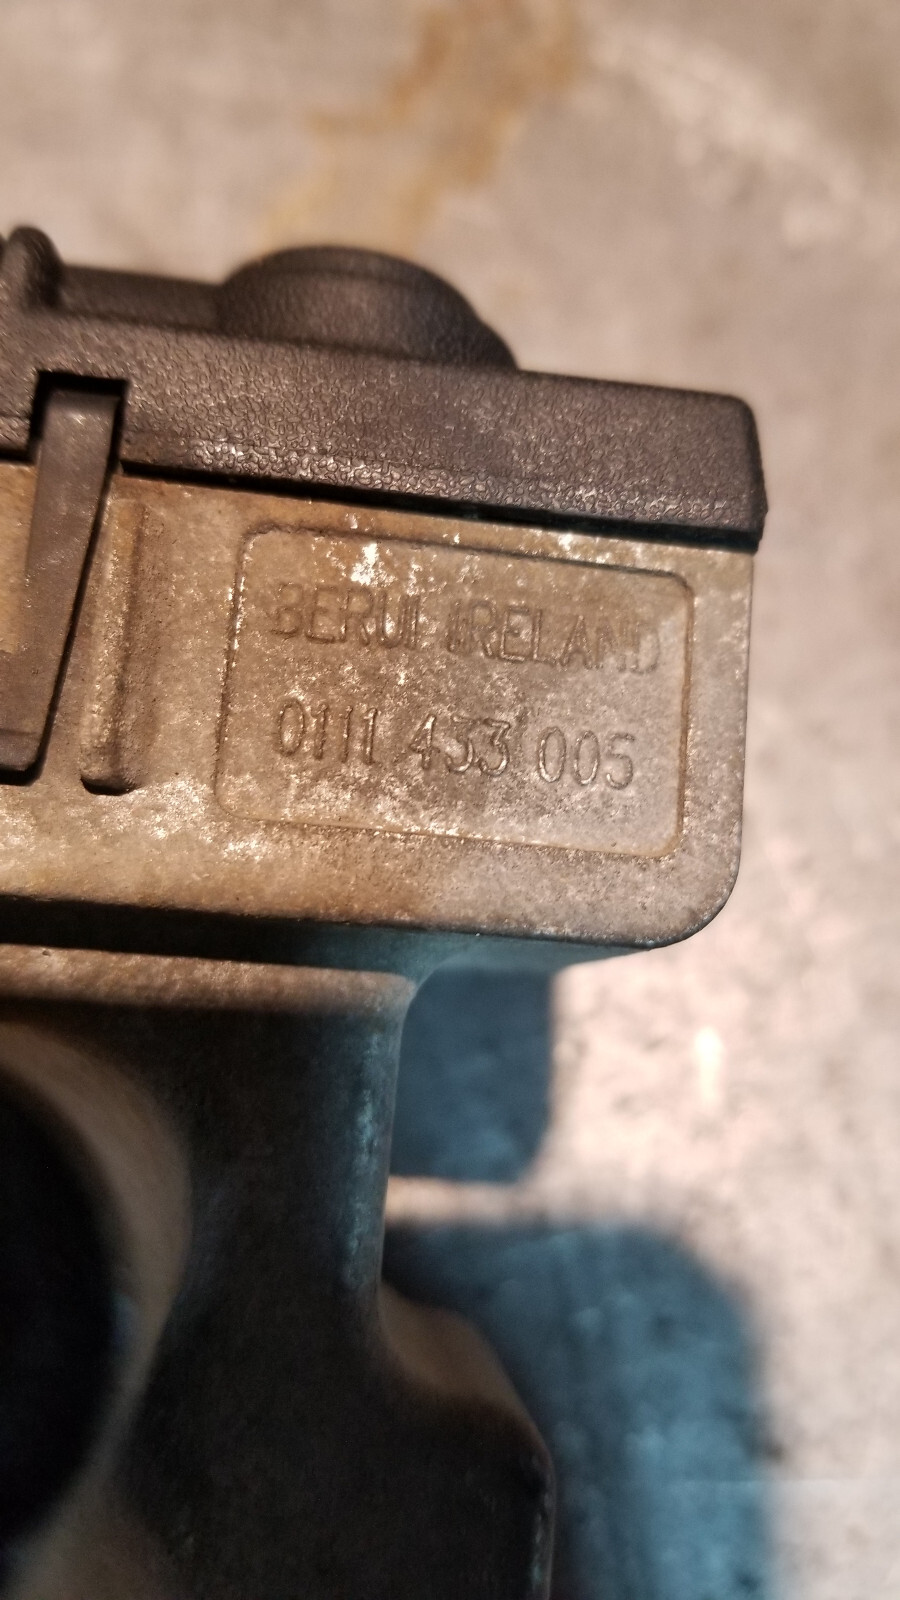 BERU IRELAND
0111 433 005